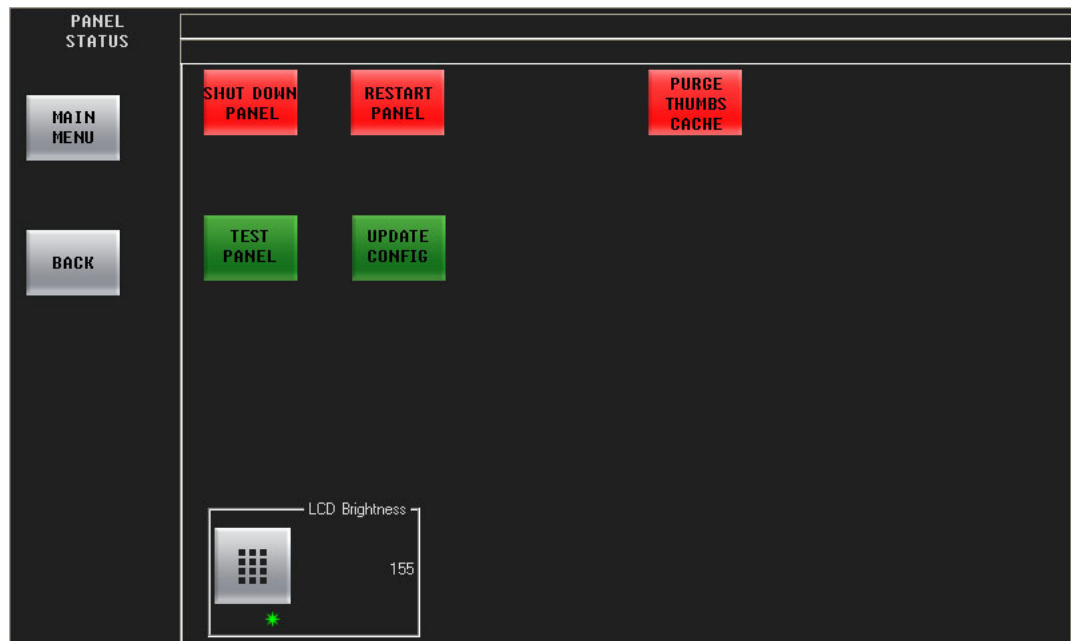 PANEL
STATUS
MAIN
MENU
BACK
SHUT DOWN
PANEL
RESTART
PANEL
PURGE
THUMBS
CACHE
TEST
PANEL
UPDATE
CONFIG
LCD Brightness
155